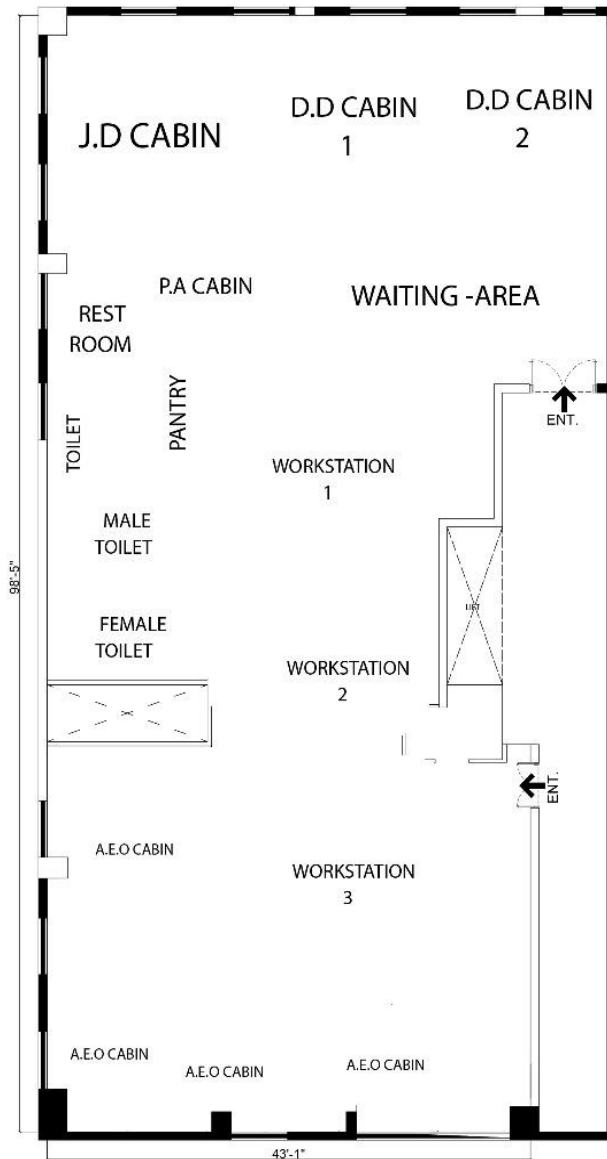 J.D CABIN
D.D CABIN
1
D.D CABIN
2
P.A CABIN
WAITING -AREA
REST
ROOM
PANTRY
TOILET
ENT.
WORKSTATION
1
MALE
TOILET
LIFT
98'-5"
FEMALE
TOILET
WORKSTATION
2
ENT.
A.E.O CABIN
WORKSTATION
3
A.E.O CABIN
A.E.O CABIN
A.E.O CABIN
43'-1"